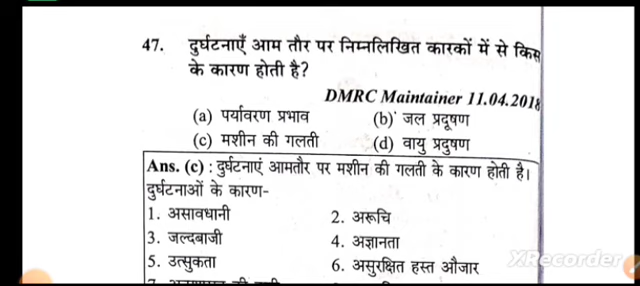 47. दुर्घटनाएँ आम तौर पर निम्नलिखित कारकों में से किस
के कारण होती है?
DMRC Maintainer 11.04.2018
(a) पर्यावरण प्रभाव (b) जल प्रदूषण
(c) मशीन की गलती (d) वायु प्रदुषण
Ans. (c) : दुर्घटनाएं आमतौर पर मशीन की गलती के कारण होती है।
दुर्घटनाओं के कारण-
1. असावधानी 2. अरूचि
3. जल्दबाजी 4. अज्ञानता
5. उत्सुकता 6. असुरक्षित हस्त औजार
XRecorder